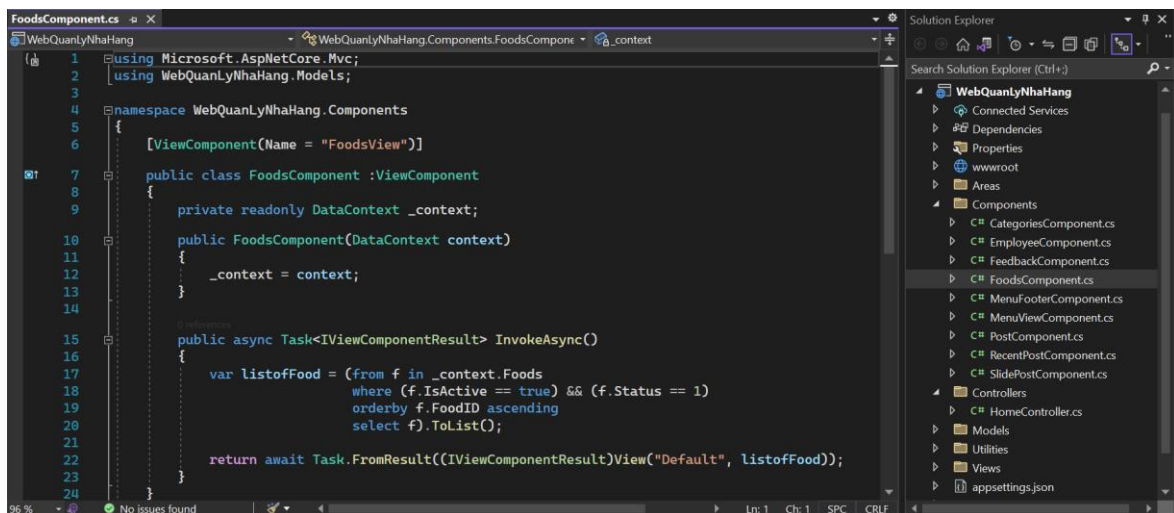 FoodsComponent.cs
WebQuanLyNhaHang
WebQuanLyNhaHang.Components.FoodsCompone
_context
1 using Microsoft.AspNetCore.Mvc;
2 using WebQuanLyNhaHang.Models;
3
4 namespace WebQuanLyNhaHang.Components
5 {
6 [ViewComponent(Name = "FoodsView")]
7 public class FoodsComponent :ViewComponent
8 {
9 private readonly DataContext _context;
10 public FoodsComponent(DataContext context)
11 {
12 _context = context;
13 }
14
0 references
15 public async Task<IViewComponentResult> InvokeAsync()
16 {
17 var listofFood = (from f in _context.Foods
18 where (f.IsActive == true) && (f.Status == 1)
19 orderby f.FoodID ascending
20 select f).ToList();
21
22 return await Task.FromResult((IViewComponentResult)View("Default", listofFood));
23 }
24 }
96 % No issues found Ln: 1 Ch: 1 SPC CRLF
Solution Explorer
Search Solution Explorer (Ctrl+;)
WebQuanLyNhaHang
Connected Services
Dependencies
Properties
wwwroot
Areas
Components
C# CategoriesComponent.cs
C# EmployeeComponent.cs
C# FeedbackComponent.cs
C# FoodsComponent.cs
C# MenuFooterComponent.cs
C# MenuViewComponent.cs
C# PostComponent.cs
C# RecentPostComponent.cs
C# SlidePostComponent.cs
Controllers
C# HomeController.cs
Models
Utilities
Views
appsettings.json